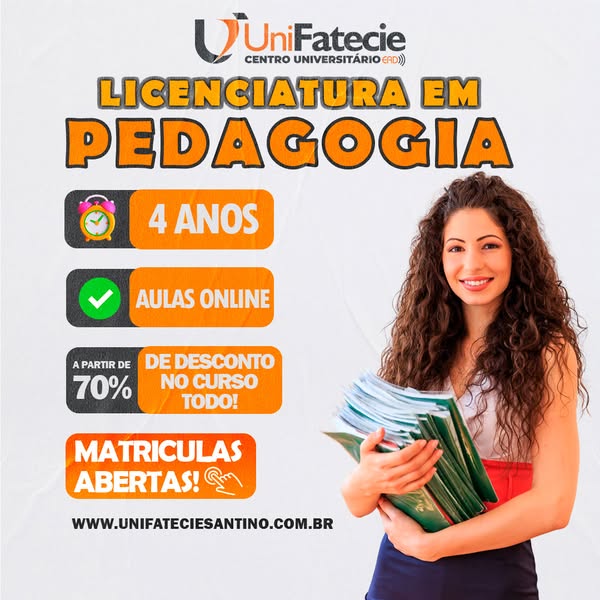 UniFatecie
CENTRO UNIVERSITÁRIO EAD
LICENCIATURA EM
PEDAGOGIA
4 ANOS
AULAS ONLINE
A PARTIR DE
70%
DE DESCONTO
NO CURSO
TODO!
MATRICULAS
ABERTAS!
WWW.UNIFATECIESANTINO.COM.BR